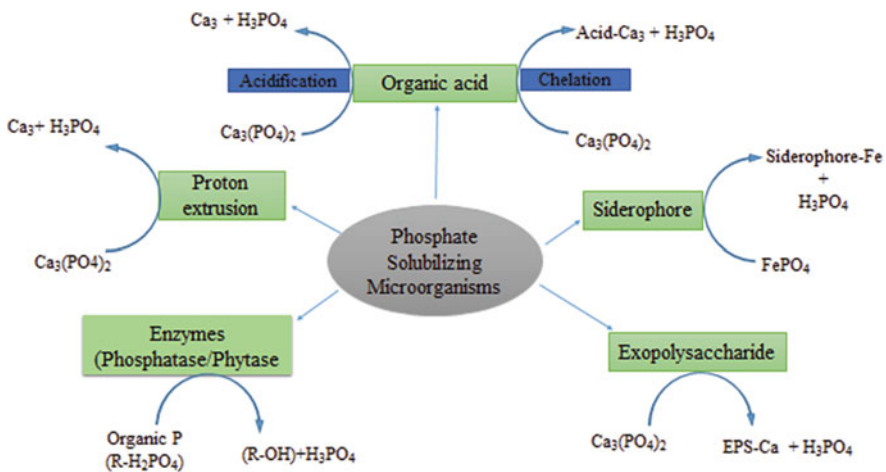 Ca₃ + H₃PO₄
Acid-Ca₃ + H₃PO₄
Acidification
Organic acid
Chelation
Ca₃(PO₄)₂
Ca₃(PO₄)₂
Ca₃+ H₃PO₄
Proton
extrusion
Ca₃(PO4)₂
Siderophore-Fe
+
H₃PO₄
Siderophore
FePO₄
Phosphate
Solubilizing
Microorganisms
Enzymes
(Phosphatase/Phytase
Organic P
(R-H₂PO₄)
(R-OH)+H₃PO₄
Exopolysaccharide
Ca₃(PO₄)₂
EPS-Ca + H₃PO₄